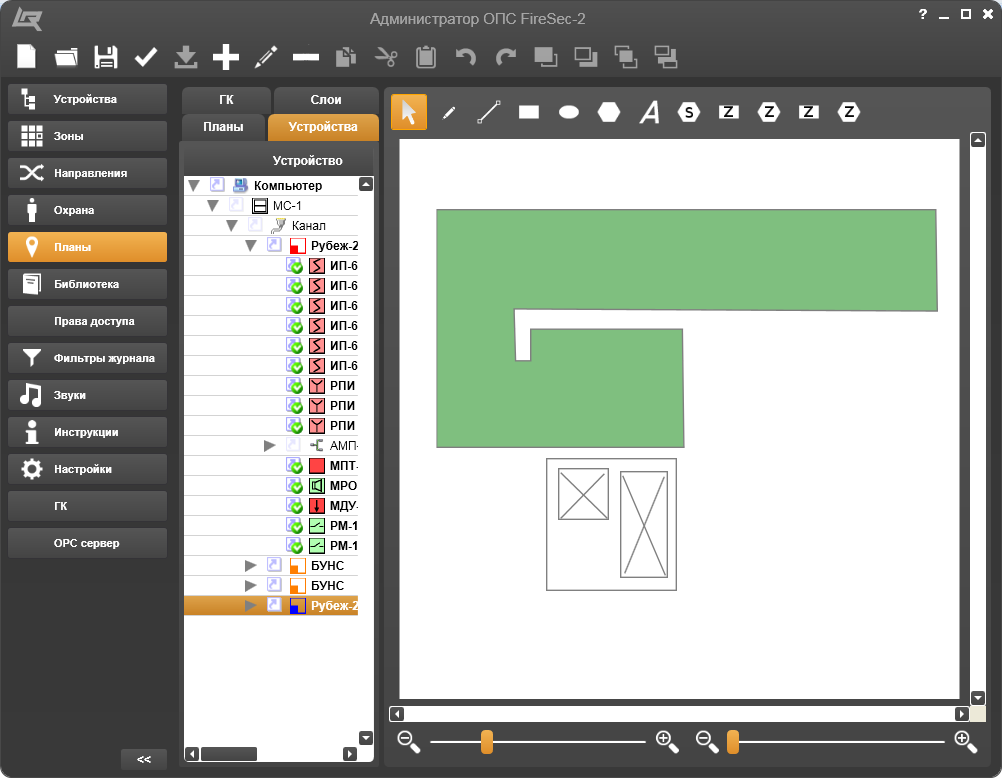 Администратор ОПС FireSec-2
?
Устройства
Зоны
Направления
Охрана
Планы
Библиотека
Права доступа
Фильтры журнала
Звуки
Инструкции
Настройки
ГК
OPC сервер
<<
ГК
Слои
Планы
Устройства
Устройство
Компьютер
МС-1
Канал
Рубеж-2
ИП-6
ИП-6
ИП-6
ИП-6
ИП-6
ИП-6
РПИ
РПИ
РПИ
АМП-
МПТ-
МРО
МДУ-
РМ-1
РМ-1
БУНС
БУНС
Рубеж-2
A S Z Z Z Z